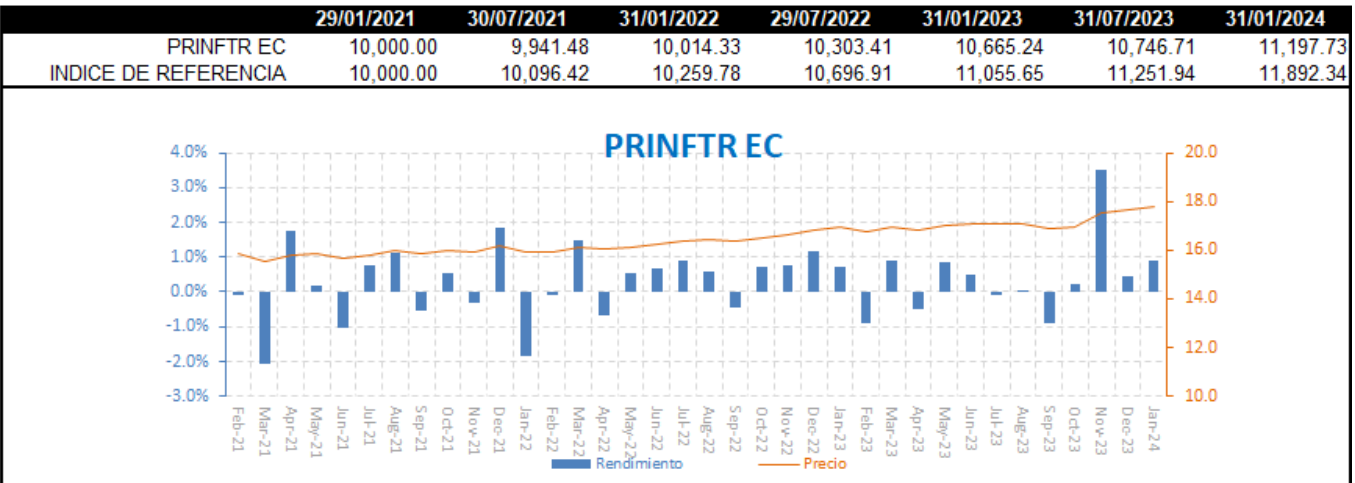 29/01/2021 30/07/2021 31/01/2022 29/07/2022 31/01/2023 31/07/2023 31/01/2024
PRINFTR EC 10,000.00 9,941.48 10,014.33 10,303.41 10,665.24 10,746.71 11,197.73
INDICE DE REFERENCIA 10,000.00 10,096.42 10,259.78 10,696.91 11,055.65 11,251.94 11,892.34
PRINFTR EC
4.0% 20.0
3.0%
18.0
2.0%
1.0% 16.0
0.0%
14.0
-1.0%
-2.0% 12.0
-3.0% 10.0
Feb-21 Mar-21 Apr-21 May-21 Jun-21 Jul-21 Aug-21 Sep-21 Oct-21 Nov-21 Dec-21 Jan-22 Feb-22 Mar-22 Apr-22 May-22 Jun-22 Jul-22 Aug-22 Sep-22 Oct-22 Nov-22 Dec-22 Jan-23 Feb-23 Mar-23 Apr-23 May-23 Jun-23 Jul-23 Aug-23 Sep-23 Oct-23 Nov-23 Dec-23 Jan-24
Rendimiento Precio